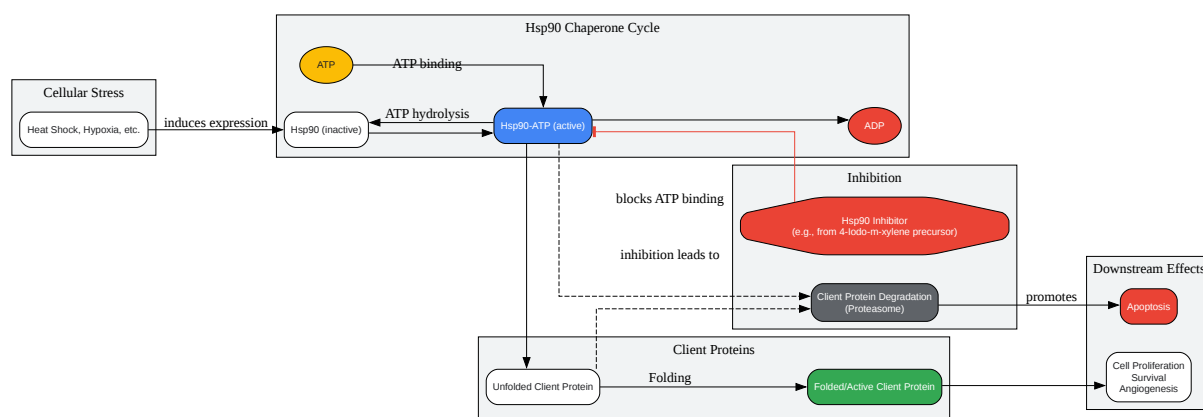 Hsp90 Chaperone Cycle
ATP
ATP binding
Cellular Stress
Heat Shock, Hypoxia, etc.
induces expression
Hsp90 (inactive)
ATP hydrolysis
Hsp90-ATP (active)
ADP
Inhibition
blocks ATP binding
Hsp90 Inhibitor
(e.g., from 4-Iodo-m-xylene precursor)
inhibition leads to
Client Protein Degradation
(Proteasome)
promotes
Downstream Effects
Apoptosis
Client Proteins
Unfolded Client Protein
Folding
Folded/Active Client Protein
Cell Proliferation
Survival
Angiogenesis